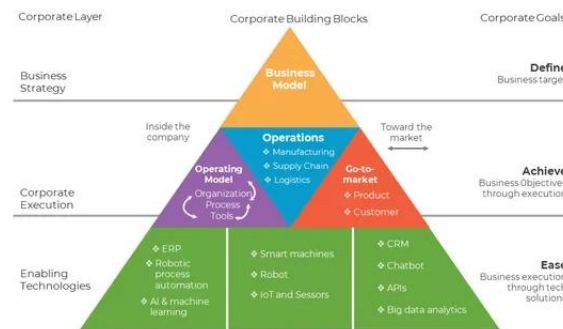 Corporate Layer
Corporate Building Blocks
Corporate Goals
Business
Strategy
Business
Model
Define
Business targe
Inside the
company
Toward the
market
Operations
❖ Manufacturing
❖ Supply Chain
❖ Logistics
Operating
Model
Organization
Process
Tools
Go-to-
market
❖ Product
❖ Customer
Corporate
Execution
Achieve
Business Objective
through execution
Enabling
Technologies
❖ ERP
❖ Robotic
process
automation
❖ AI & machine
learning
❖ Smart machines
❖ Robot
❖ IoT and Sessors
❖ CRM
❖ Chatbot
❖ APIs
❖ Big data analytics
Ease
Business execution
through tech
solution